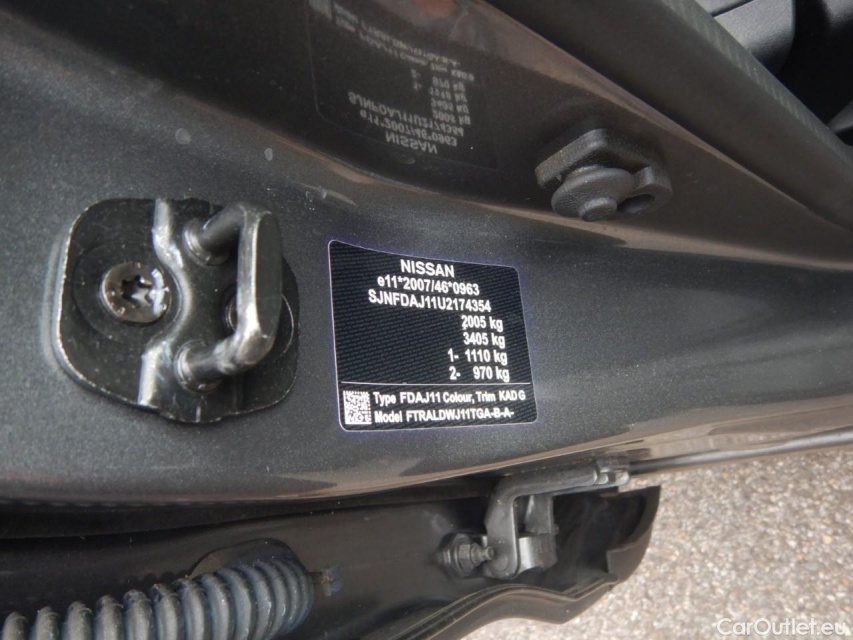 NISSAN
e11*2007/46*0963
SJNFDAJ11U2174354
2005 kg
3405 kg
1- 1110 kg
2- 970 kg
Type FDAJ11 Colour, Trim KAD G
Model FTRALDWJ11TGA-B-A-
CarOutlet.eu